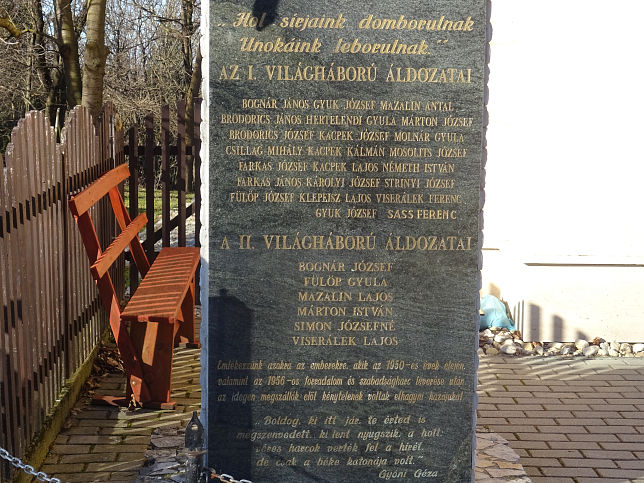 „Hol sírjaink domborulnak
Unokáink leborulnak."
AZ I. VILÁGHÁBORÚ ÁLDOZATAI
BOGNÁR JÁNOS GYUK JÓZSEF MAZALIN ANTAL
BRODORICS JÁNOS HERTELENDI GYULA MÁRTON JÓZSEF
BRODORICS JÓZSEF KACPEK JÓZSEF MOLNÁR GYULA
CSILLAG MIHÁLY KACPEK KÁLMÁN MOSOLITS JÓZSEF
FARKAS JÓZSEF KACPEK LAJOS NÉMETH ISTVÁN
FARKAS JÁNOS KÁROLYI JÓZSEF STRINYI JÓZSEF
FÜLÖP JÓZSEF KLEPEISZ LAJOS VISERÁLEK FERENC
GYUK JÓZSEF SASS FERENC
A II. VILÁGHÁBORÚ ÁLDOZATAI
BOGNÁR JÓZSEF
FÜLÖP GYULA
MAZALIN LAJOS
MÁRTON ISTVÁN
SIMON JÓZSEFNÉ
VISERÁLEK LAJOS
Emlékezzünk azokra az emberekre, akik az 1950-es évek elején,
valamint az 1956-os forradalom és szabadságharc leverése után
az idegen megszállók elől kénytelenek voltak elhagyni hazájukat
„Boldog, ki itt jár, te érted is
megszenvedett, ki lent nyugszik, a holt:
véres harcok verték fel a hírét,
de csak a béke katonája volt."
Gyóni Géza